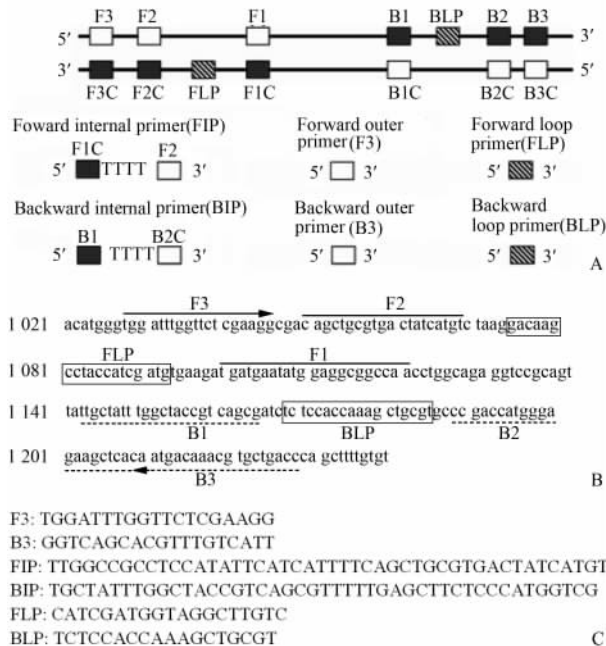 F3 F2 F1 B1 BLP B2 B3
5′ 3′
3′ 5′
F3C F2C FLP F1C B1C B2C B3C
Foward internal primer(FIP)
F1C F2
5′ TTTT 3′
Forward outer
primer(F3)
5′ 3′
Forward loop
primer(FLP)
5′ 3′
Backward internal primer(BIP)
B1 B2C
5′ TTTT 3′
Backward outer
primer (B3)
5′ 3′
Backward
loop primer(BLP)
5′ 3′
A
F3 F2
1 021 acatgggtgg atttggttct cgaaggcgac agctgcgtga ctatcatgtc taaggacaag
FLP F1
1 081 cctaccatcg atgtgaagat gatgaatatg gaggcggcca acctggcaga ggtccgcagt
1 141 tattgctatt tggctaccgt cagcgatctc tccaccaaag ctgcgtgccc gaccatggga
B1 BLP B2
1 201 gaagctcaca atgacaaacg tgctgaccca gcttttgtgt
B3
B
F3: TGGATTTGGTTCTCGAAGG
B3: GGTCAGCACGTTTGTCATT
FIP: TTGGCCGCCTCCATATTCATCATTTTCAGCTGCGTGACTATCATGT
BIP: TGCTATTTGGCTACCGTCAGCGTTTTTGAGCTTCTCCCATGGTCG
FLP: CATCGATGGTAGGCTTGTC
BLP: TCTCCACCAAAGCTGCGT
C